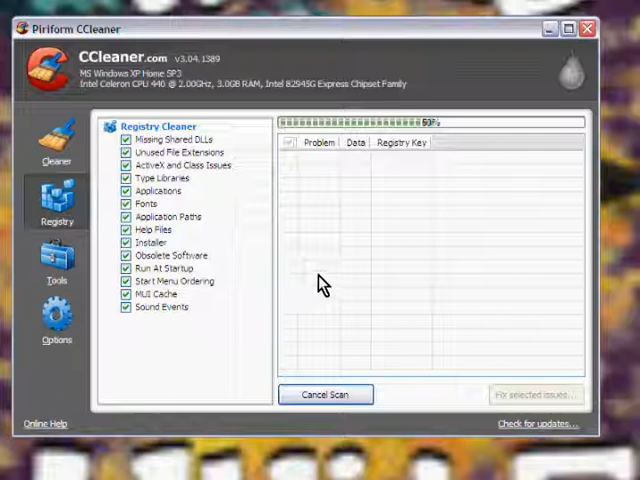 Piriform CCleaner
CCleaner.com v3.04.1389
MS Windows XP Home SP3
Intel Celeron CPU 440 @ 2.00GHz, 3.0GB RAM, Intel 82945G Express Chipset Family
Cleaner
Registry
Tools
Options
Registry Cleaner
Missing Shared DLLs
Unused File Extensions
ActiveX and Class Issues
Type Libraries
Applications
Fonts
Application Paths
Help Files
Installer
Obsolete Software
Run At Startup
Start Menu Ordering
MUI Cache
Sound Events
Problem Data Registry Key
Cancel Scan
Fix selected issues...
Online Help
Check for updates...